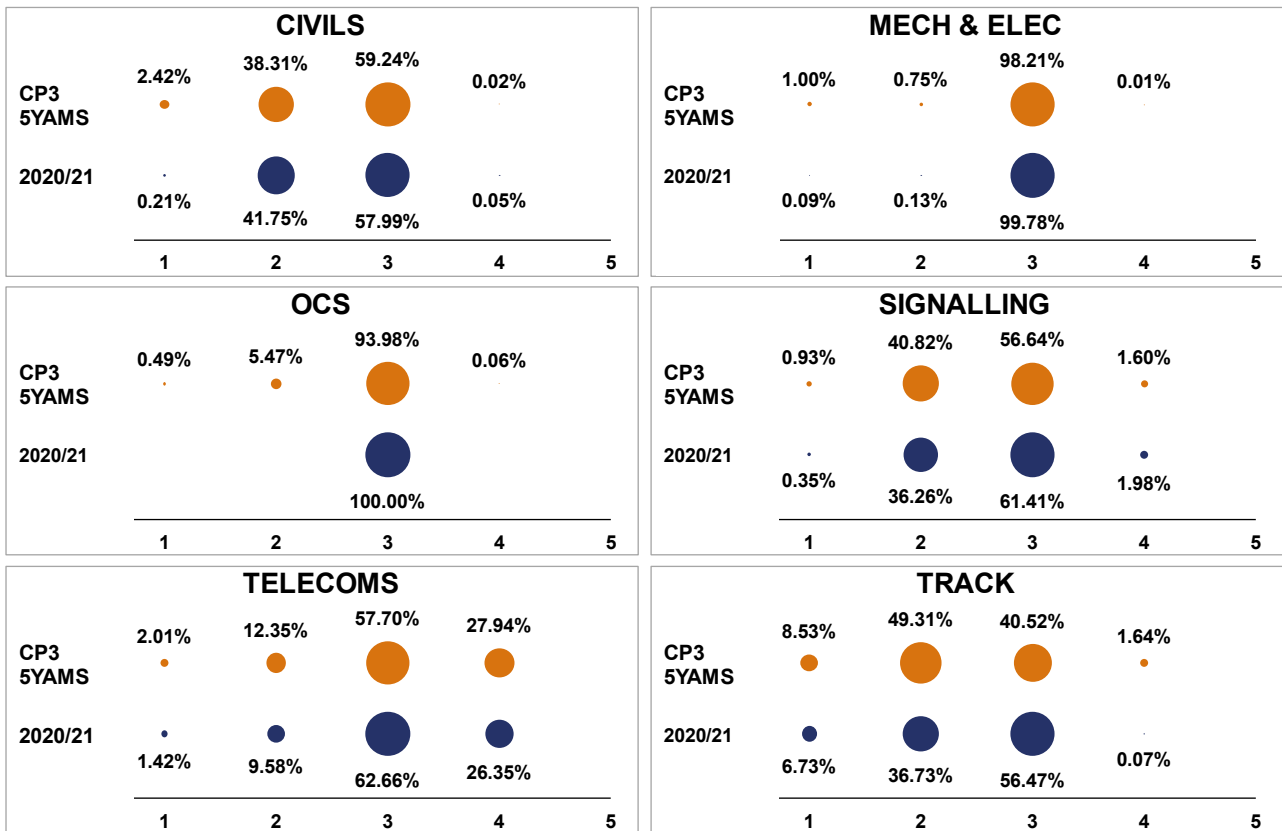 CIVILS
2.42% 38.31% 59.24% 0.02%
CP3
5YAMS
2020/21
0.21% 41.75% 57.99% 0.05%
1 2 3 4 5
MECH & ELEC
1.00% 0.75% 98.21% 0.01%
CP3
5YAMS
2020/21
0.09% 0.13% 99.78%
1 2 3 4 5
OCS
0.49% 5.47% 93.98% 0.06%
CP3
5YAMS
2020/21
100.00%
1 2 3 4 5
SIGNALLING
0.93% 40.82% 56.64% 1.60%
CP3
5YAMS
2020/21
0.35% 36.26% 61.41% 1.98%
1 2 3 4 5
TELECOMS
2.01% 12.35% 57.70% 27.94%
CP3
5YAMS
2020/21
1.42% 9.58% 62.66% 26.35%
1 2 3 4 5
TRACK
8.53% 49.31% 40.52% 1.64%
CP3
5YAMS
2020/21
6.73% 36.73% 56.47% 0.07%
1 2 3 4 5